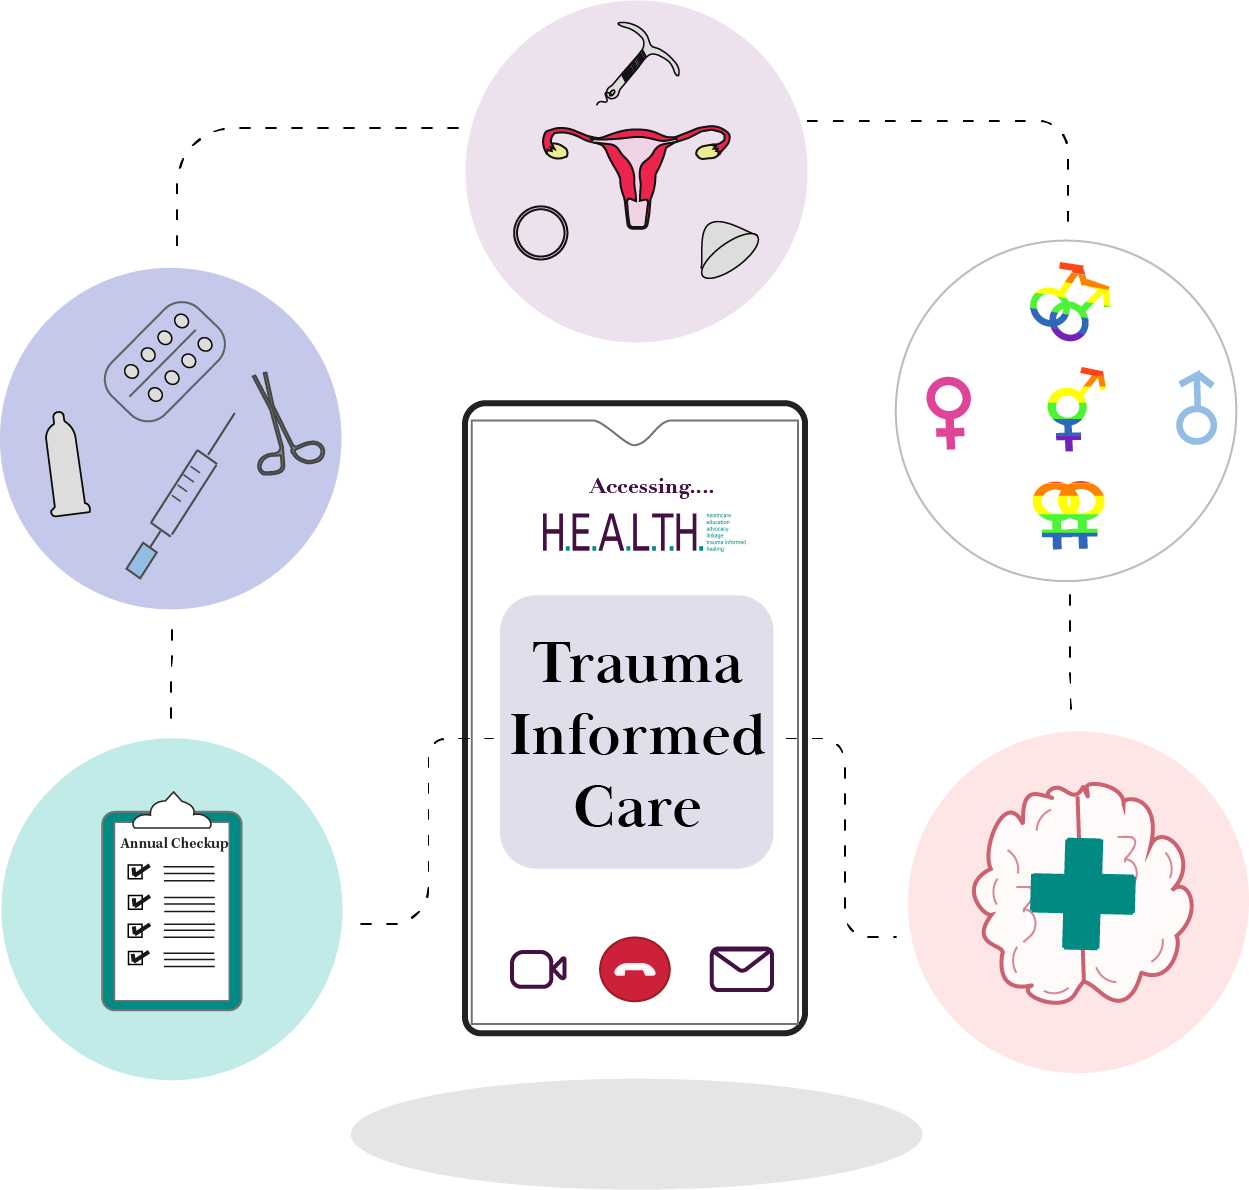 Accessing....
H.E.A.L.T.H.
healthcare
education
advocacy
linkage
trauma informed
healing
Trauma
Informed
Care
Annual Checkup